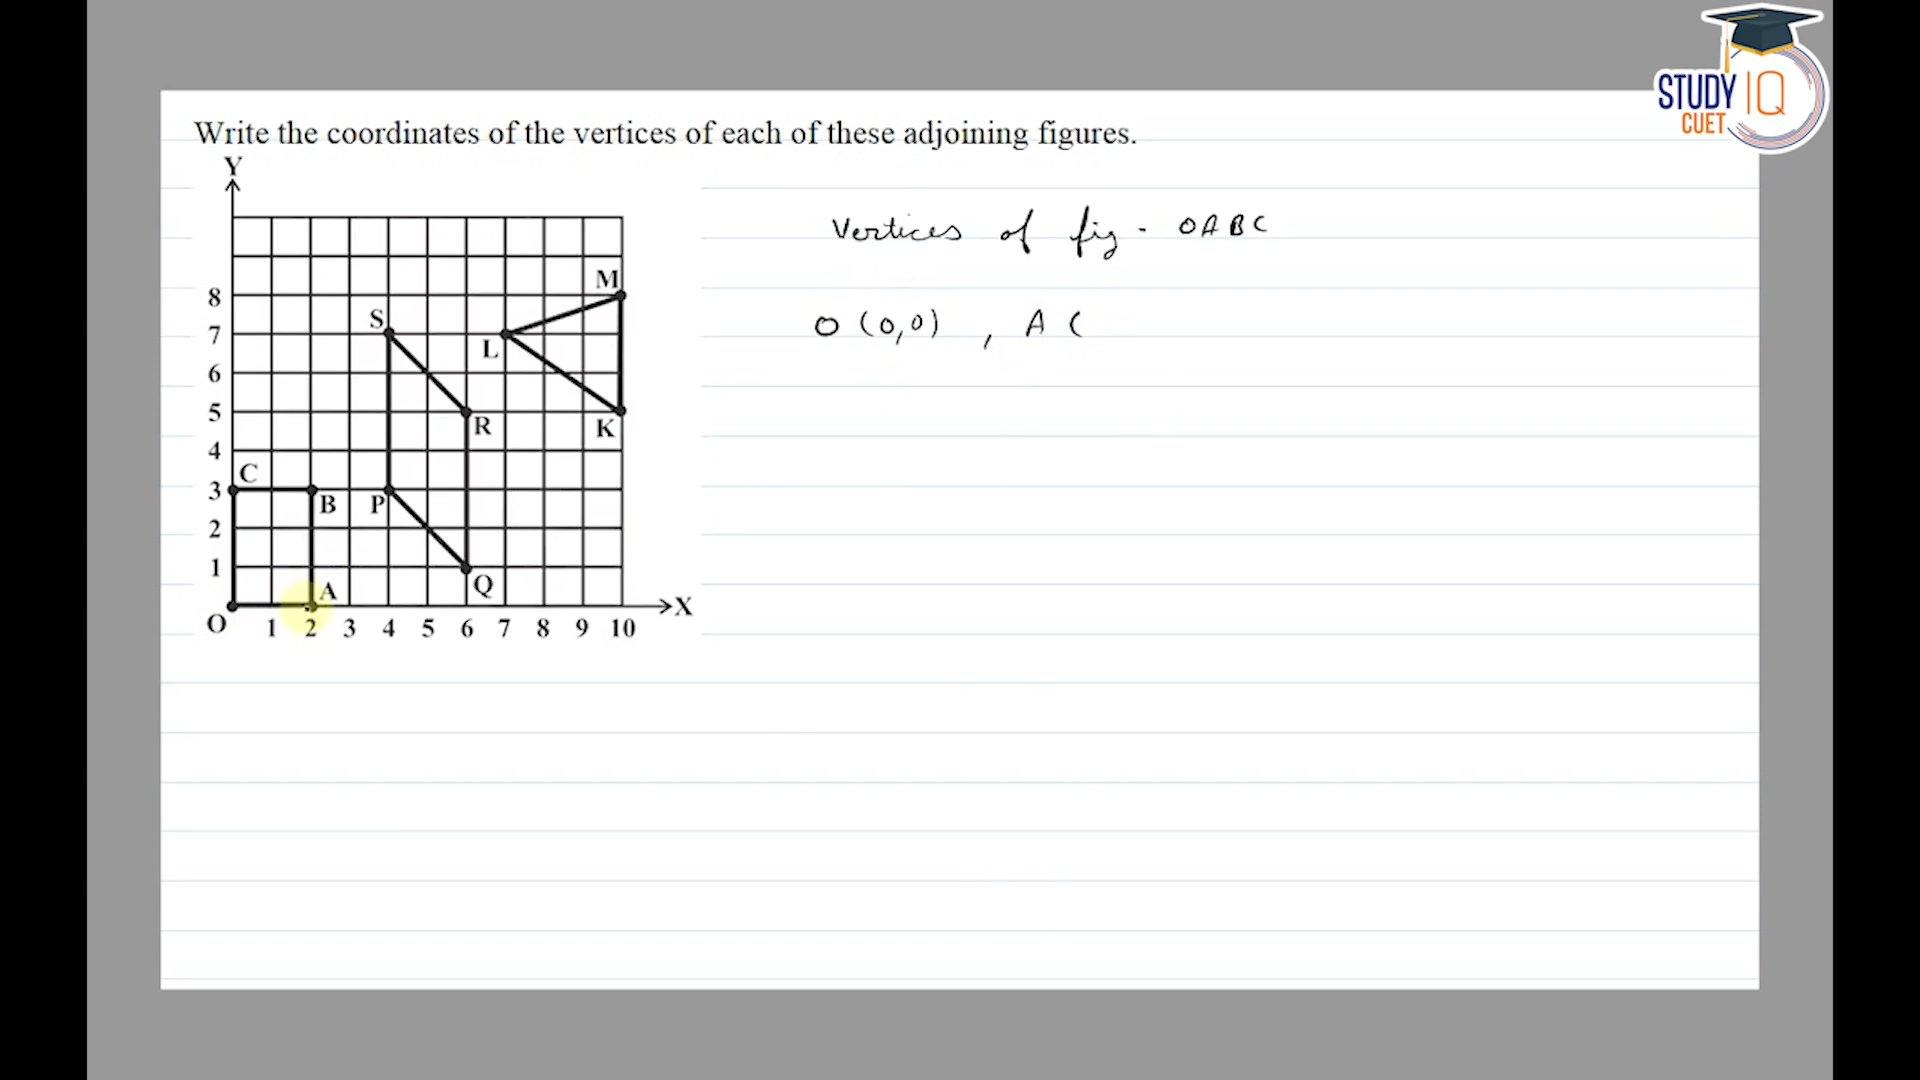 STUDY IQ
CUET
Write the coordinates of the vertices of each of these adjoining figures.
Y
Vertices of fig. OABC
M
8
S
7
O (0,0) , A (
L
6
5
R
K
4
C
3
B
P
2
1
A
Q
X
O
1 2 3 4 5 6 7 8 9 10